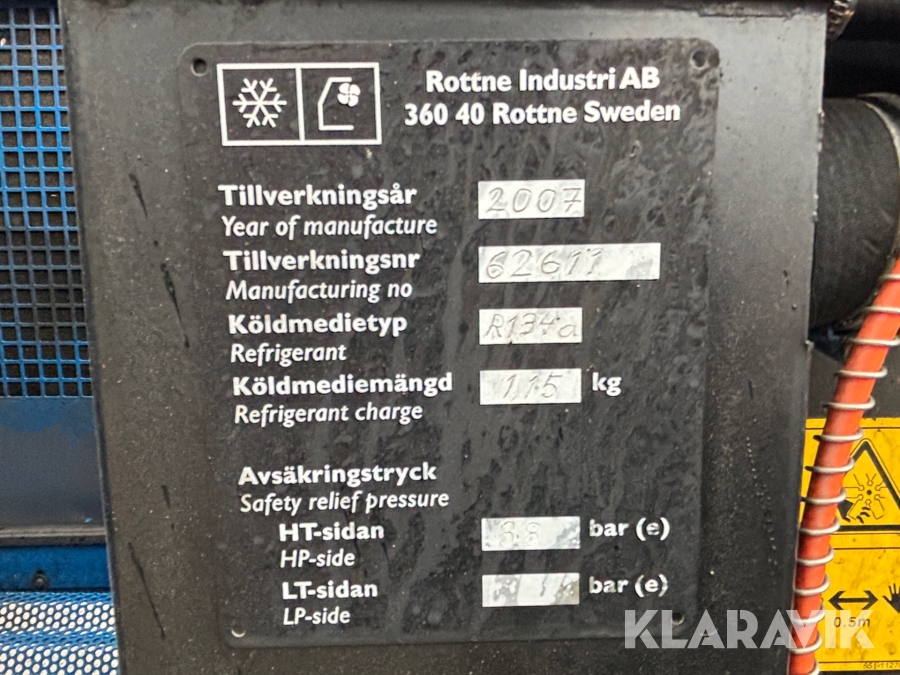 Rottne Industri AB
360 40 Rottne Sweden
Tillverkningsår 2007
Year of manufacture
Tillverkningsnr 62611
Manufacturing no
Köldmedietyp R134a
Refrigerant
Köldmediemängd 1,15 kg
Refrigerant charge
Avsäkringstryck
Safety relief pressure
HT-sidan bar (e)
HP-side
LT-sidan bar (e)
LP-side
0.5m
KLARAVIK